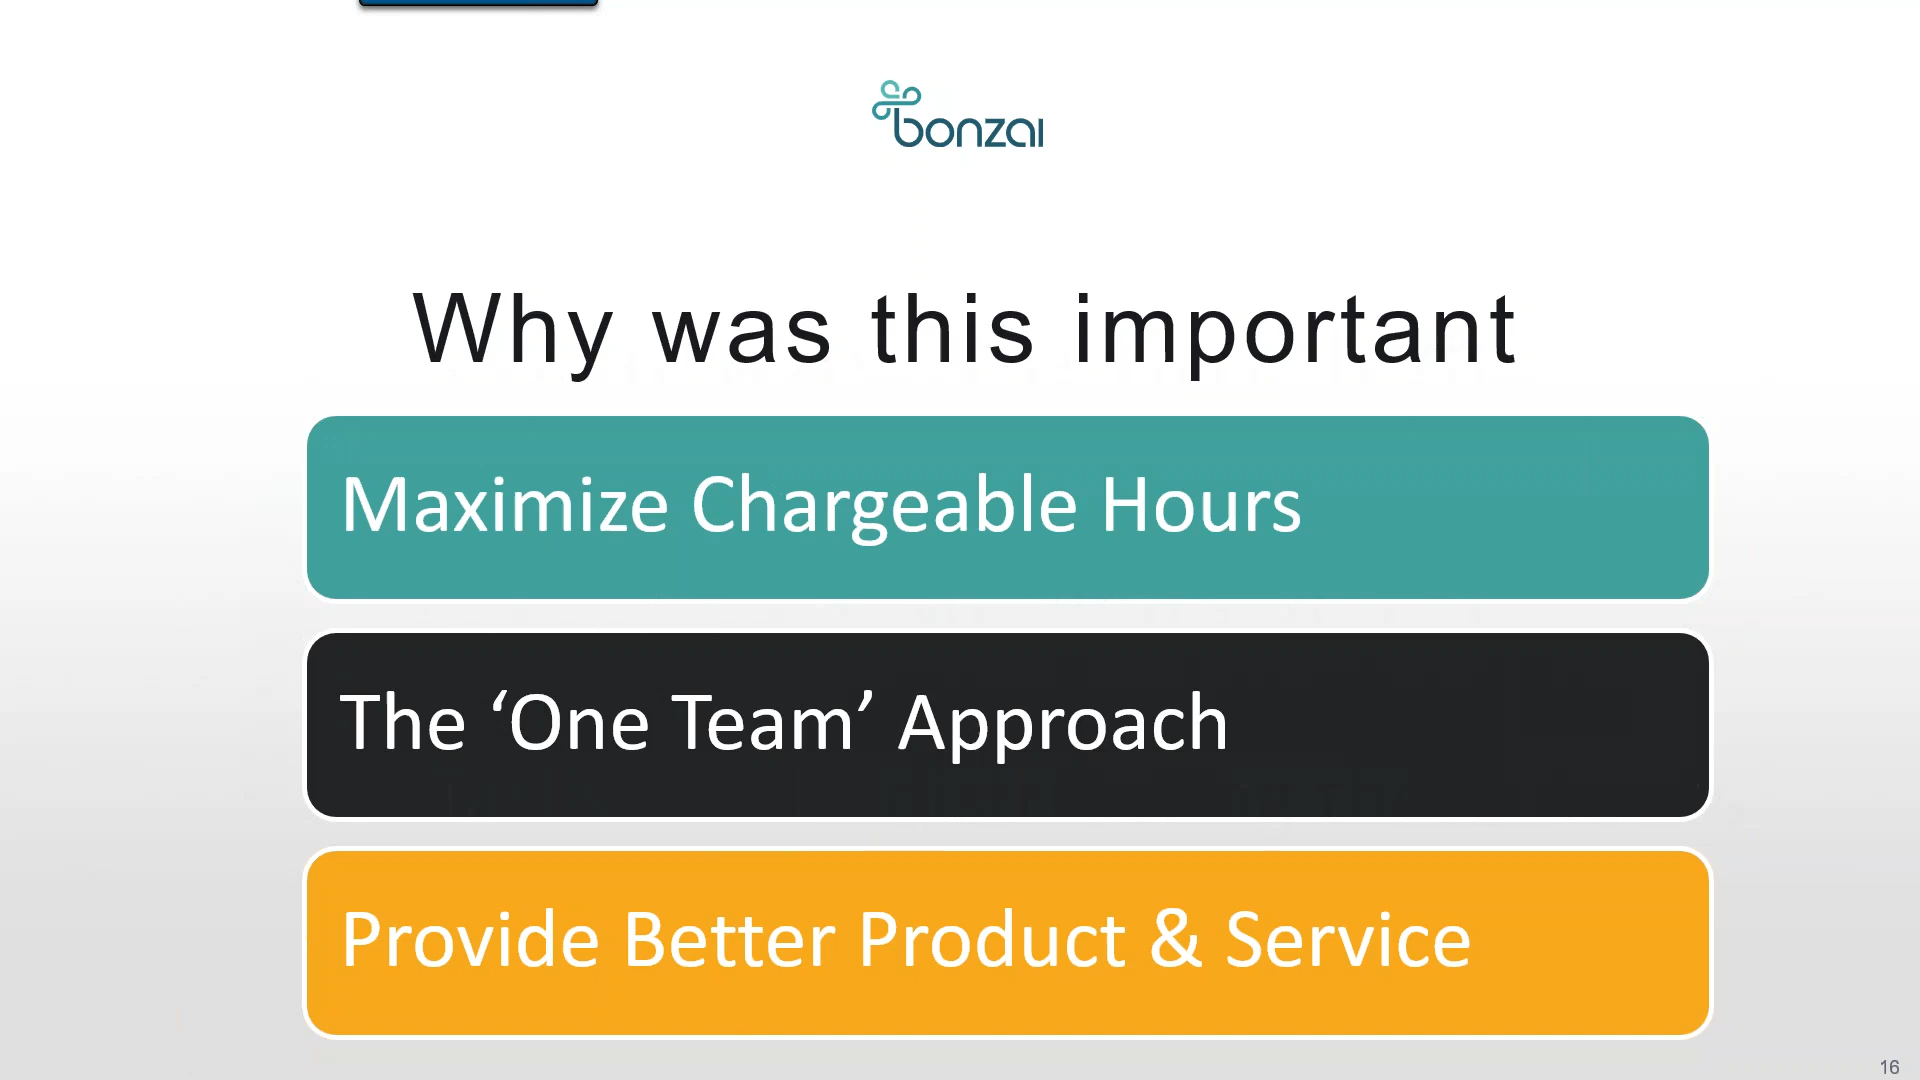 bonzai
Why was this important
Maximize Chargeable Hours
The ‘One Team’ Approach
Provide Better Product & Service
16